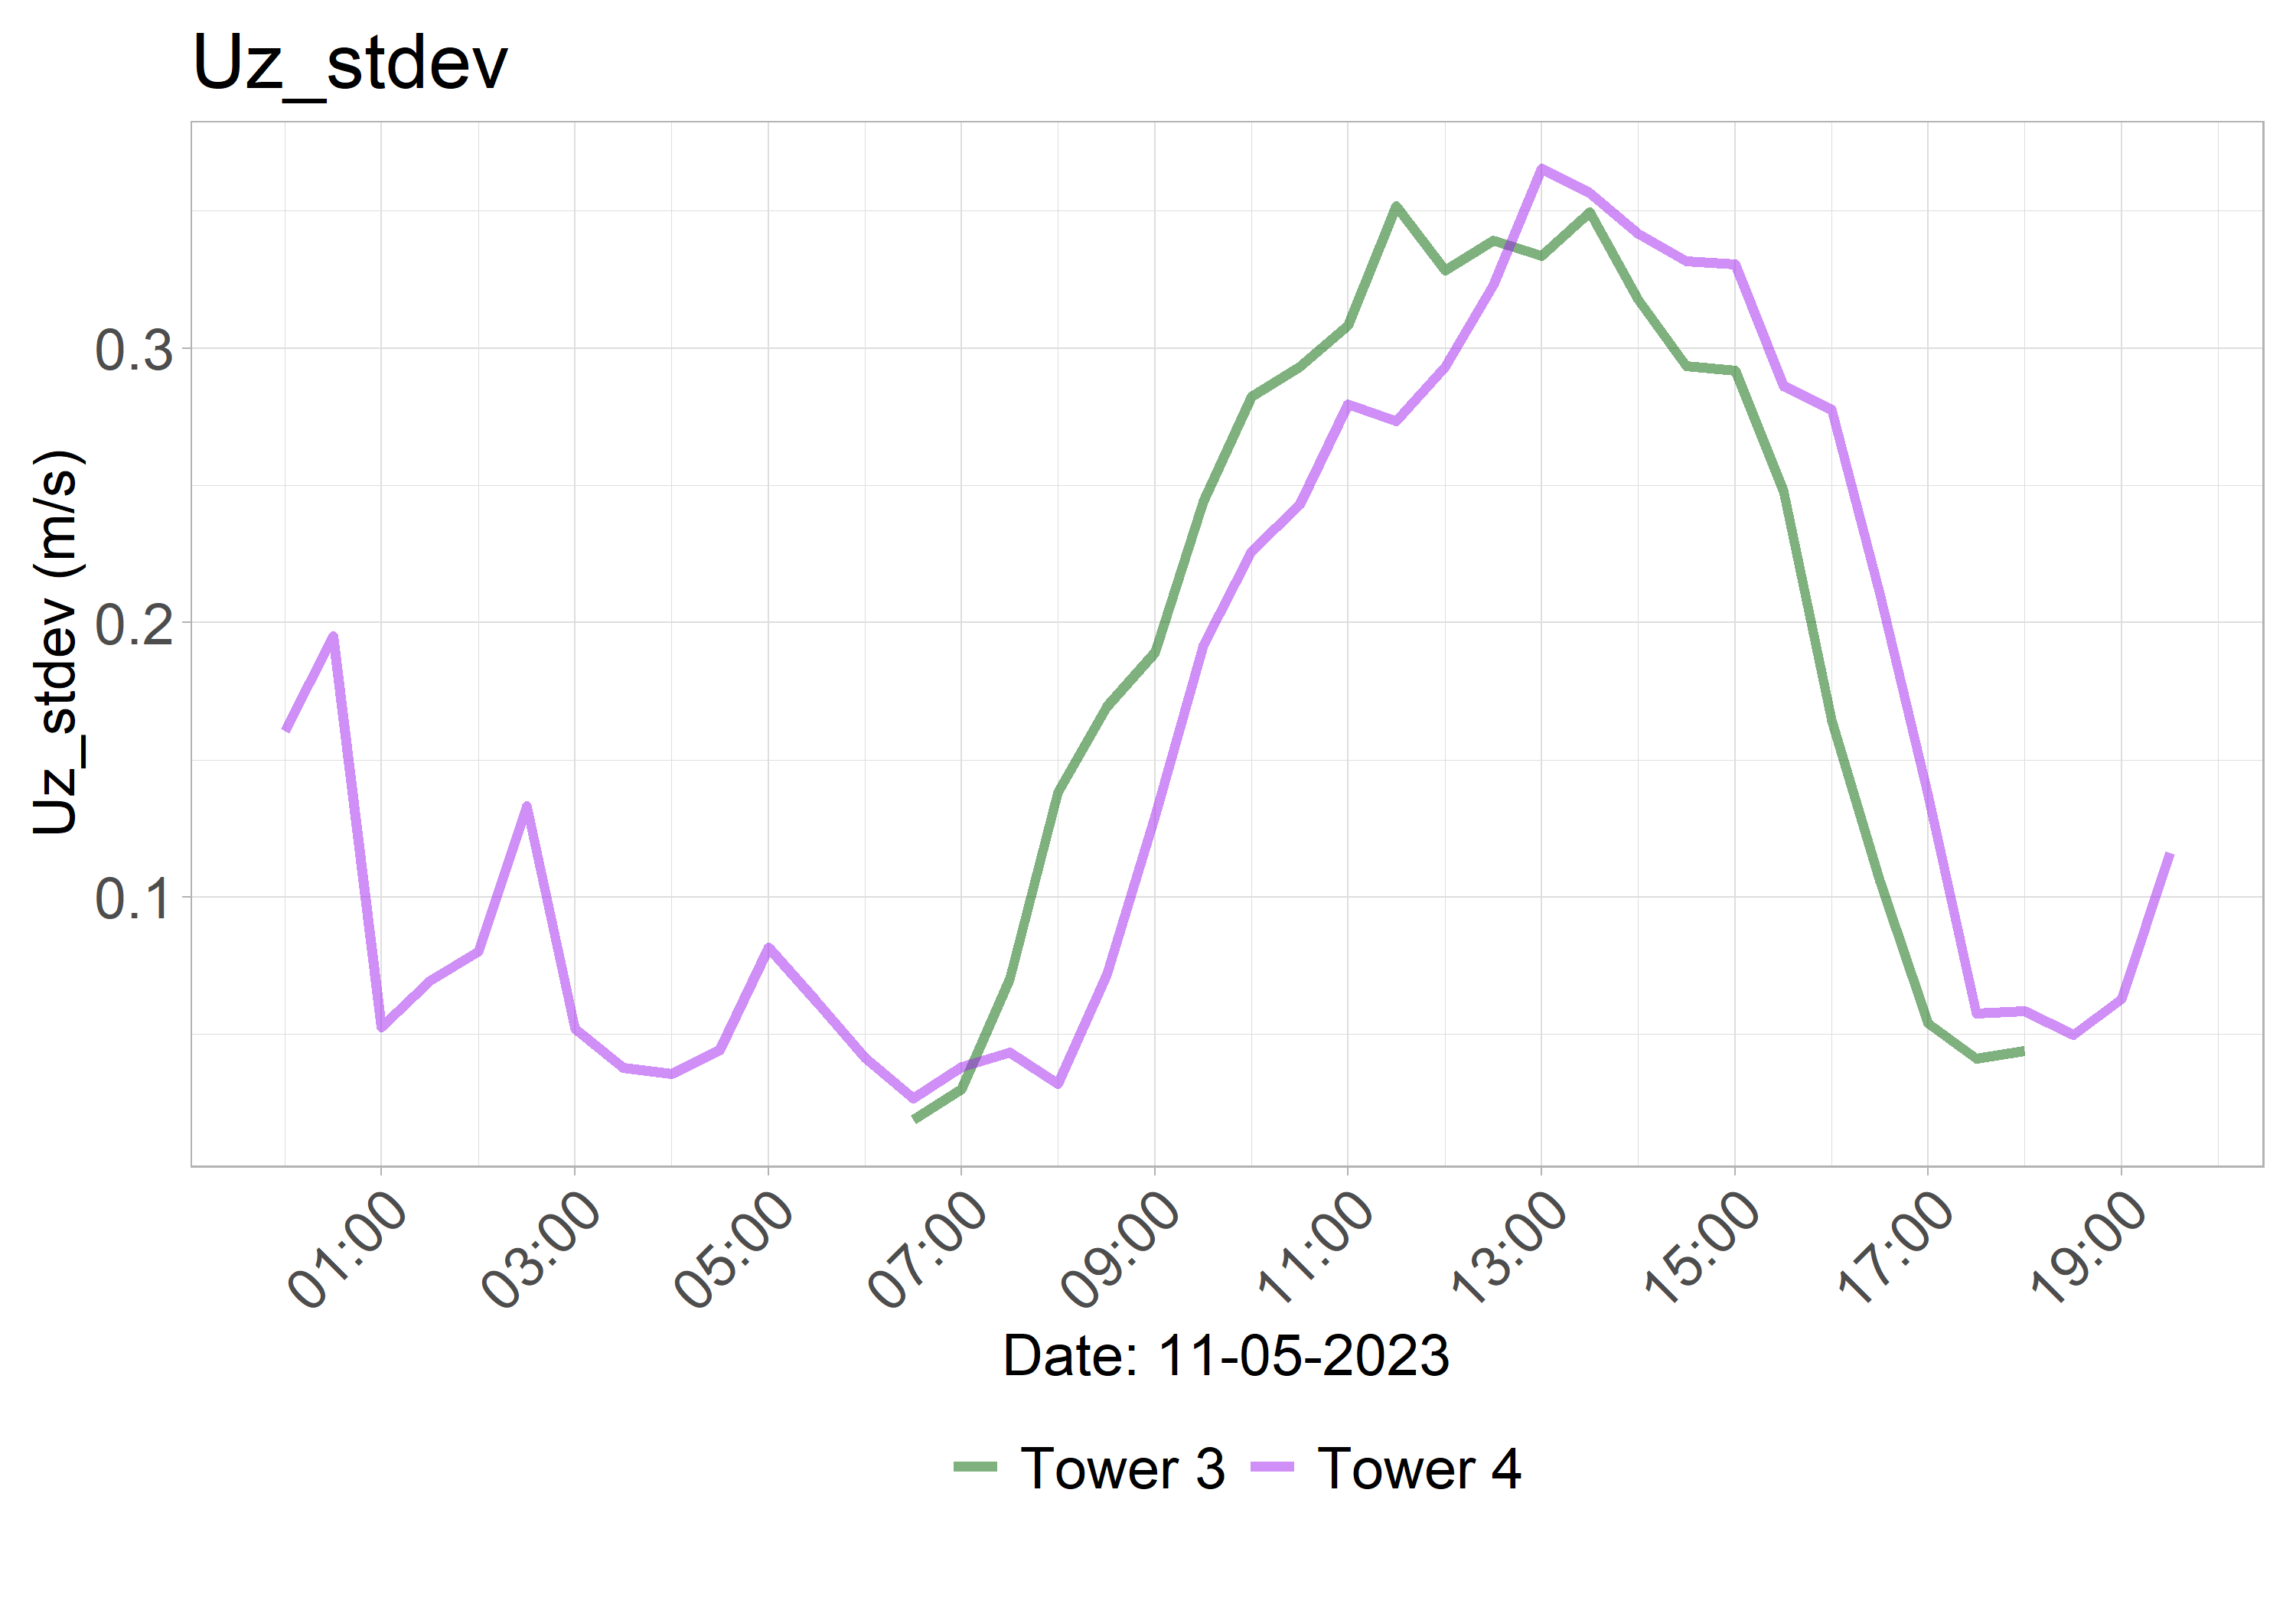 Uz_stdev
Uz_stdev (m/s)
0.3
0.2
0.1
01:00 03:00 05:00 07:00 09:00 11:00 13:00 15:00 17:00 19:00
Date: 11-05-2023
Tower 3 Tower 4